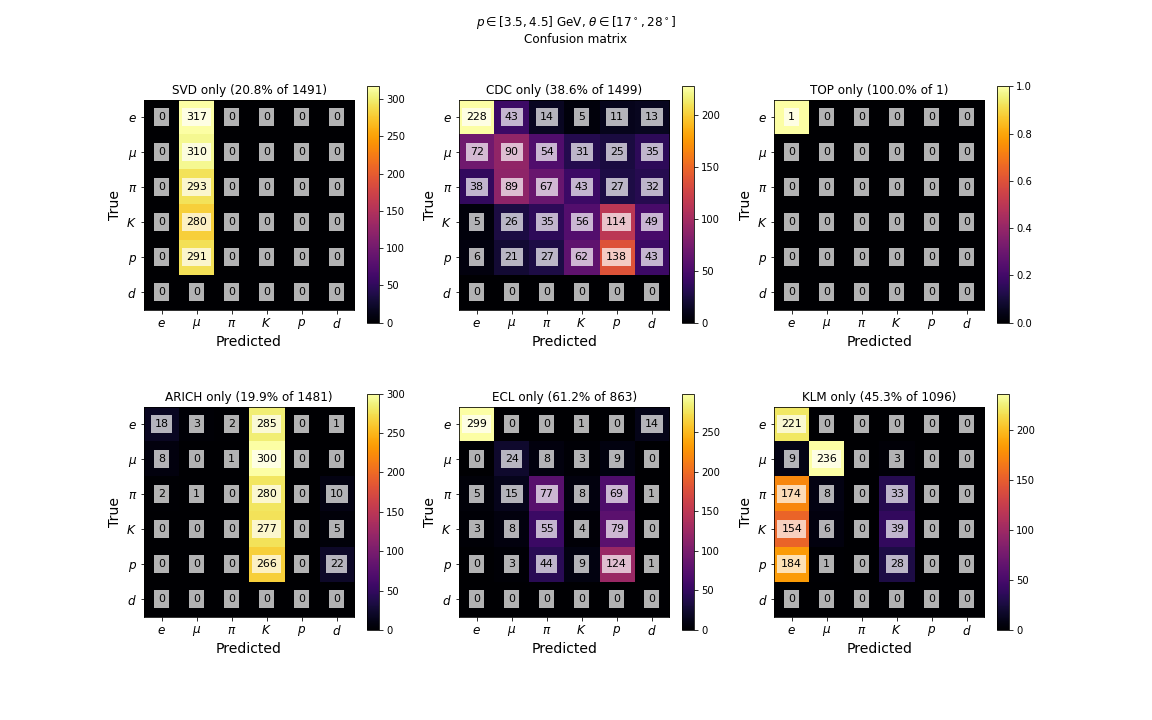 p ∈ [3.5, 4.5] GeV, θ ∈ [17°, 28°]
Confusion matrix
SVD only (20.8% of 1491)
True
e 0 317 0 0 0 0
μ 0 310 0 0 0 0
π 0 293 0 0 0 0
K 0 280 0 0 0 0
p 0 291 0 0 0 0
d 0 0 0 0 0 0
e μ π K p d
Predicted
300
250
200
150
100
50
0
CDC only (38.6% of 1499)
True
e 228 43 14 5 11 13
μ 72 90 54 31 25 35
π 38 89 67 43 27 32
K 5 26 35 56 114 49
p 6 21 27 62 138 43
d 0 0 0 0 0 0
e μ π K p d
Predicted
200
150
100
50
0
TOP only (100.0% of 1)
True
e 1 0 0 0 0 0
μ 0 0 0 0 0 0
π 0 0 0 0 0 0
K 0 0 0 0 0 0
p 0 0 0 0 0 0
d 0 0 0 0 0 0
e μ π K p d
Predicted
1.0
0.8
0.6
0.4
0.2
0.0
ARICH only (19.9% of 1481)
True
e 18 3 2 285 0 1
μ 8 0 1 300 0 0
π 2 1 0 280 0 10
K 0 0 0 277 0 5
p 0 0 0 266 0 22
d 0 0 0 0 0 0
e μ π K p d
Predicted
300
250
200
150
100
50
0
ECL only (61.2% of 863)
True
e 299 0 0 1 0 14
μ 0 24 8 3 9 0
π 5 15 77 8 69 1
K 3 8 55 4 79 0
p 0 3 44 9 124 1
d 0 0 0 0 0 0
e μ π K p d
Predicted
250
200
150
100
50
0
KLM only (45.3% of 1096)
True
e 221 0 0 0 0 0
μ 9 236 0 3 0 0
π 174 8 0 33 0 0
K 154 6 0 39 0 0
p 184 1 0 28 0 0
d 0 0 0 0 0 0
e μ π K p d
Predicted
200
150
100
50
0